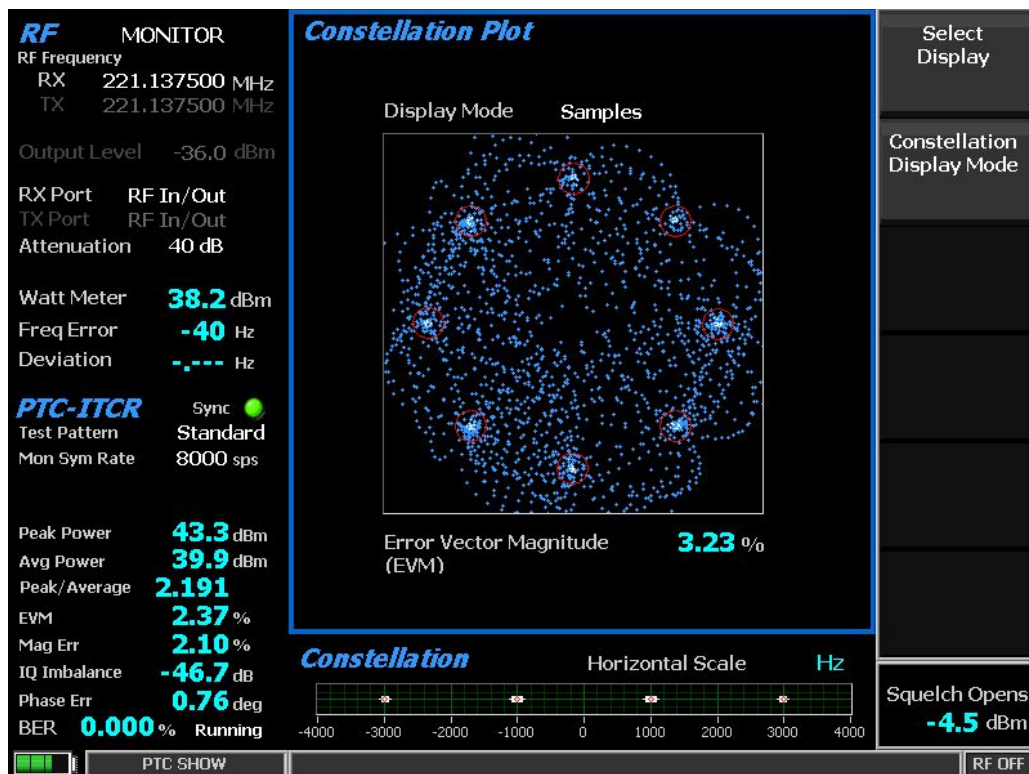 RF MONITOR
RF Frequency
RX 221.137500 MHz
TX 221.137500 MHz
Output Level -36.0 dBm
RX Port RF In/Out
TX Port RF In/Out
Attenuation 40 dB
Watt Meter 38.2 dBm
Freq Error -40 Hz
Deviation -.--- Hz
PTC-ITCR Sync
Test Pattern Standard
Mon Sym Rate 8000 sps
Peak Power 43.3 dBm
Avg Power 39.9 dBm
Peak/Average 2.191
EVM 2.37 %
Mag Err 2.10 %
IQ Imbalance -46.7 dB
Phase Err 0.76 deg
BER 0.000 % Running
Constellation Plot
Display Mode Samples
Error Vector Magnitude 3.23 %
(EVM)
Constellation Horizontal Scale Hz
-4000 -3000 -2000 -1000 0 1000 2000 3000 4000
Select
Display
Constellation
Display Mode
Squelch Opens
-4.5 dBm
PTC SHOW
RF OFF